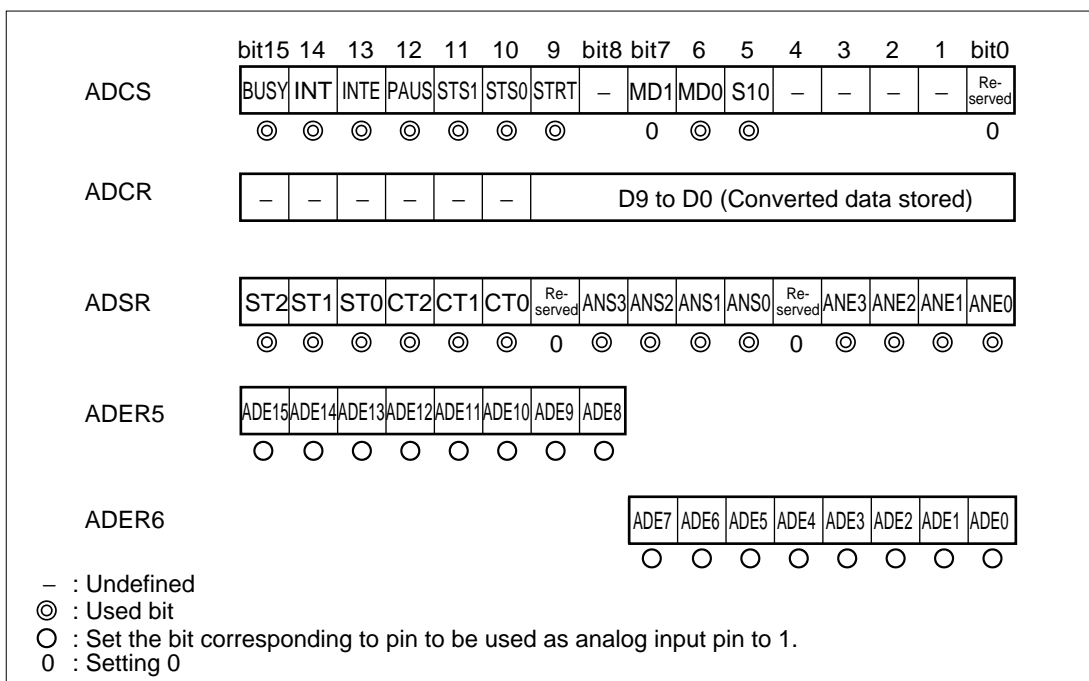 bit15 14 13 12 11 10 9 bit8 bit7 6 5 4 3 2 1 bit0
ADCS BUSY INT INTE PAUS STS1 STS0 STRT – MD1 MD0 S10 – – – – Re-served
◎ ◎ ◎ ◎ ◎ ◎ ◎ 0 ◎ ◎ 0
ADCR – – – – – – D9 to D0 (Converted data stored)
ADSR ST2 ST1 ST0 CT2 CT1 CT0 Re-served ANS3 ANS2 ANS1 ANS0 Re-served ANE3 ANE2 ANE1 ANE0
◎ ◎ ◎ ◎ ◎ ◎ 0 ◎ ◎ ◎ ◎ 0 ◎ ◎ ◎ ◎
ADER5 ADE15 ADE14 ADE13 ADE12 ADE11 ADE10 ADE9 ADE8
○ ○ ○ ○ ○ ○ ○ ○
ADER6 ADE7 ADE6 ADE5 ADE4 ADE3 ADE2 ADE1 ADE0
○ ○ ○ ○ ○ ○ ○ ○
– : Undefined
◎ : Used bit
○ : Set the bit corresponding to pin to be used as analog input pin to 1.
0 : Setting 0